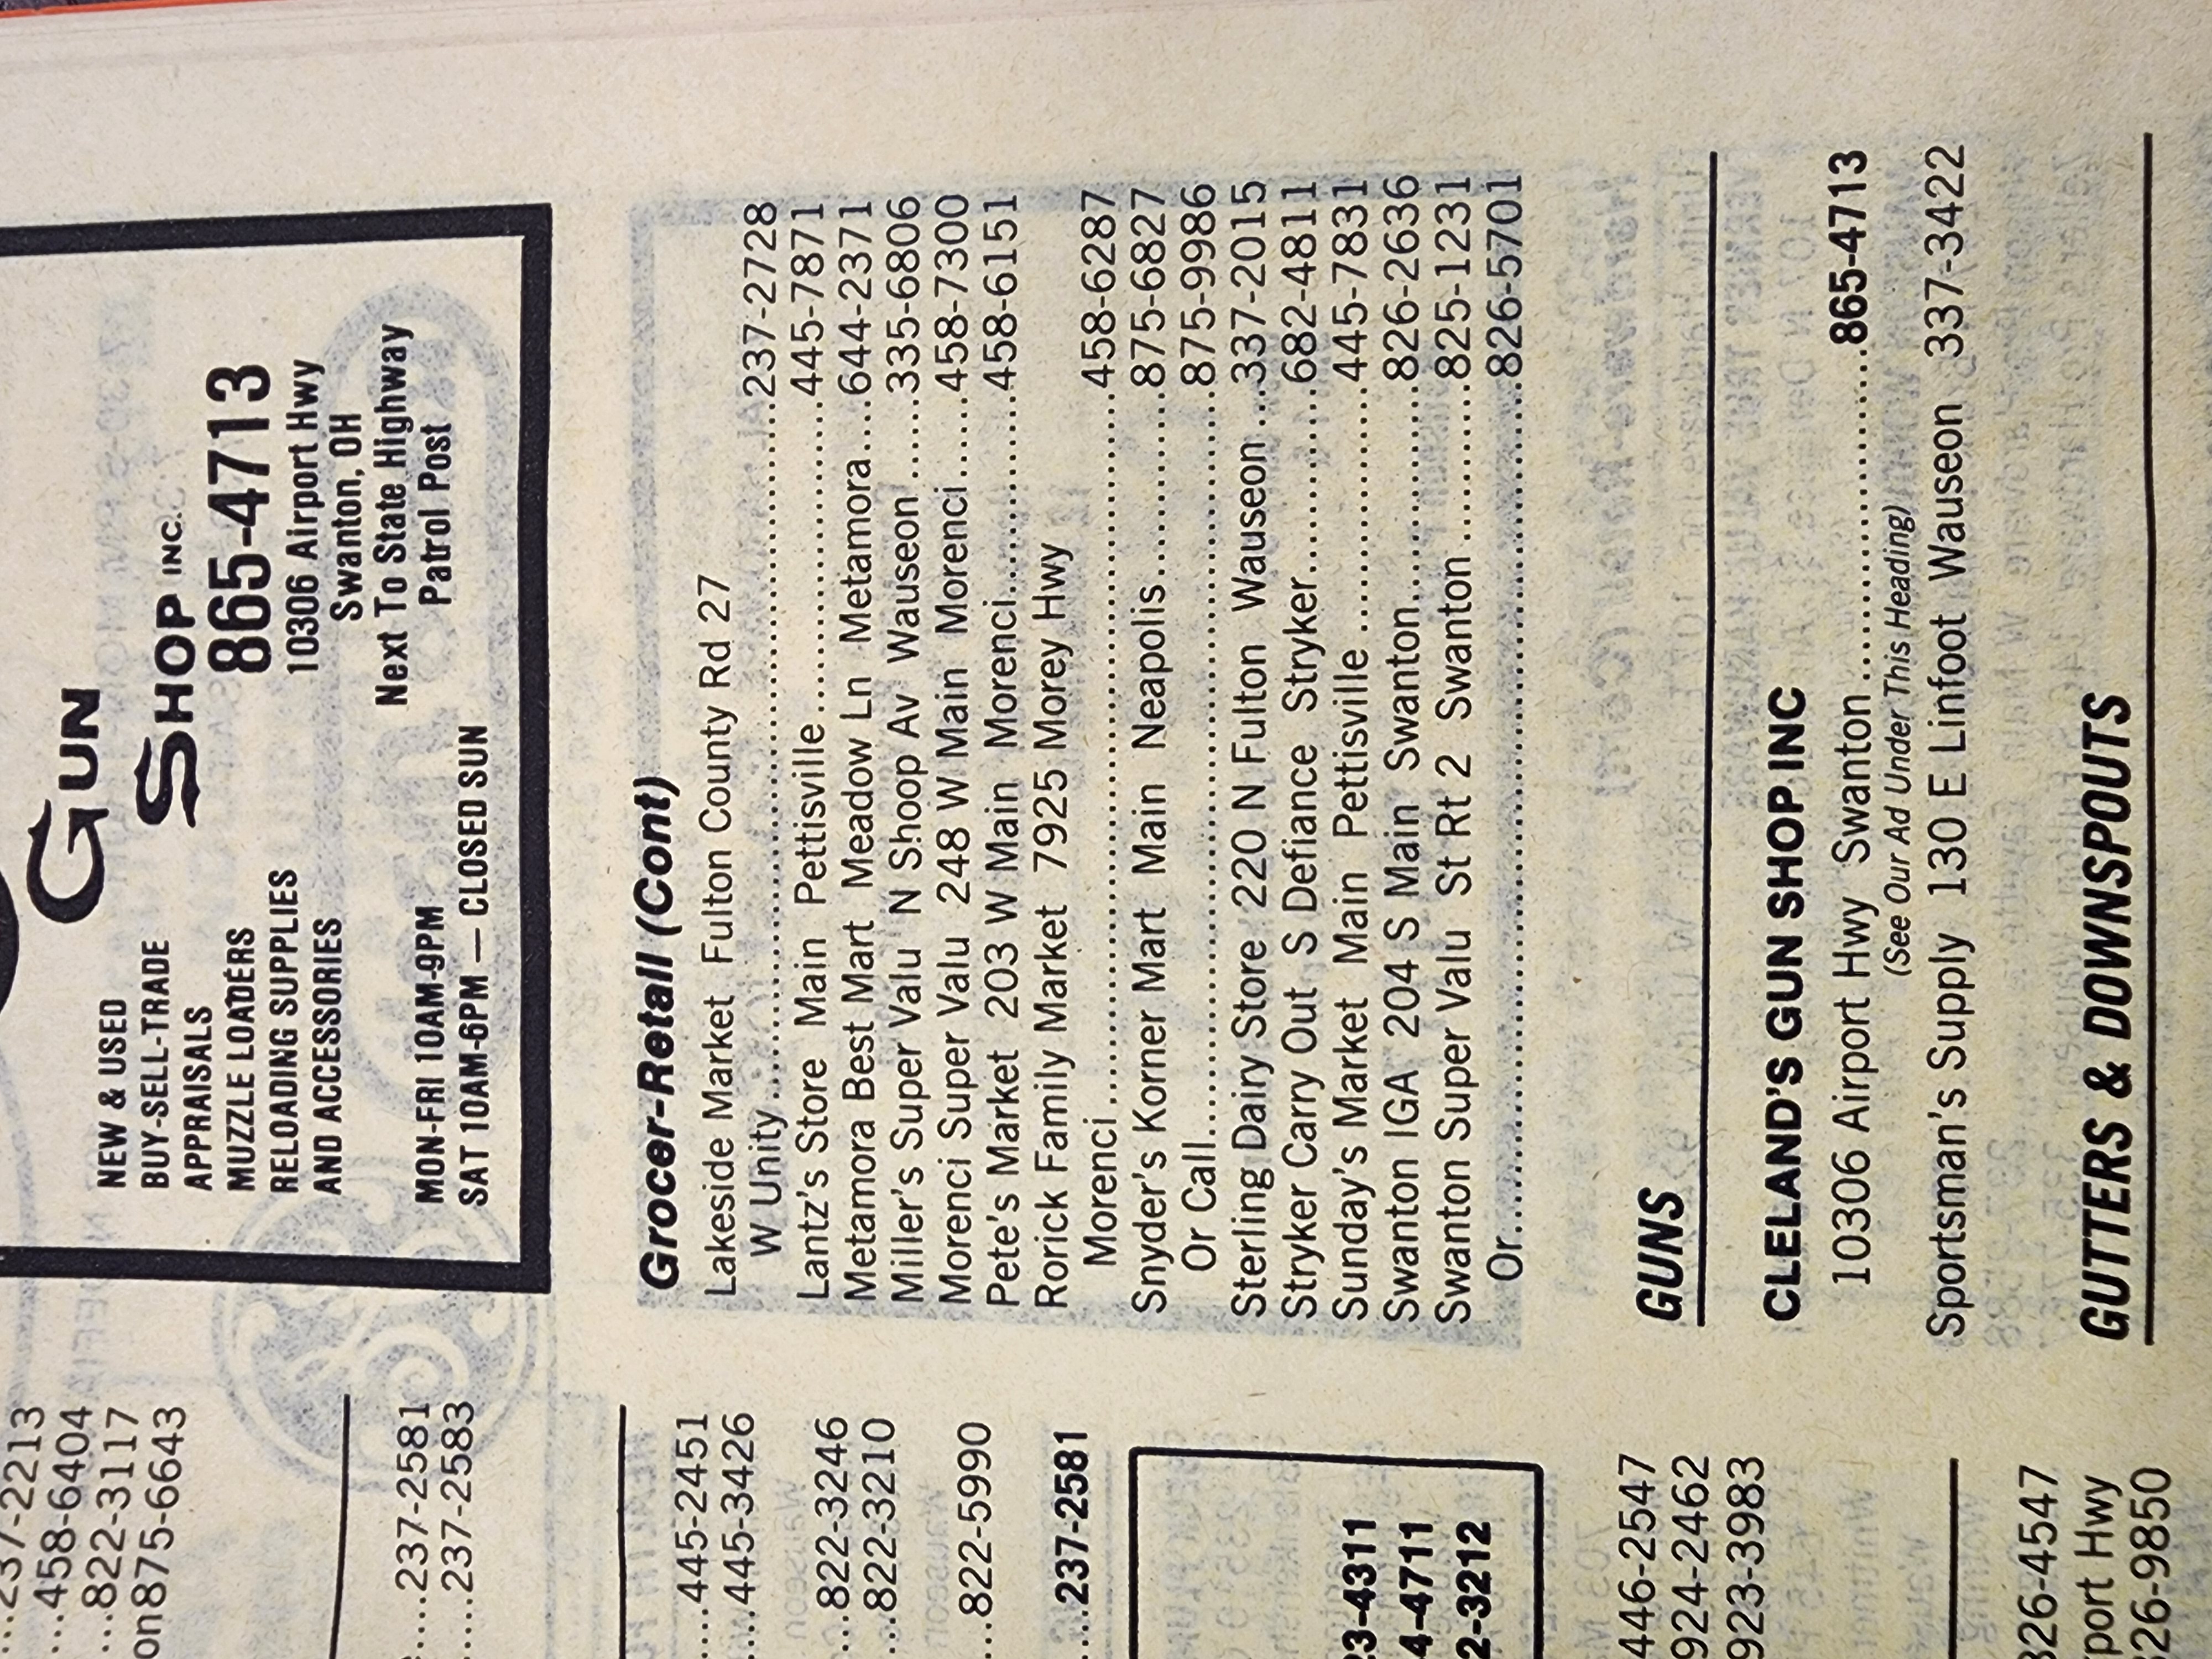 GUN
SHOP INC.
865-4713
10306 Airport Hwy
Swanton, OH
Next To State Highway
Patrol Post
NEW & USED
BUY-SELL-TRADE
APPRAISALS
MUZZLE LOADERS
RELOADING SUPPLIES
AND ACCESSORIES
MON-FRI 10AM-9PM
SAT 10AM-6PM — CLOSED SUN
Grocer-Retail (Cont)
Lakeside Market Fulton County Rd 27
W Unity..............................237-2728
Lantz's Store Main Pettisville..............445-7871
Metamora Best Mart Meadow Ln Metamora....644-2371
Miller's Super Valu N Shoop Av Wauseon......335-6806
Morenci Super Valu 248 W Main Morenci......458-7300
Pete's Market 203 W Main Morenci............458-6151
Rorick Family Market 7925 Morey Hwy
Morenci..............................458-6287
Snyder's Korner Mart Main Neapolis............875-6827
Or Call..............................875-9986
Sterling Dairy Store 220 N Fulton Wauseon...337-2015
Stryker Carry Out S Defiance Stryker...........682-4811
Sunday's Market Main Pettisville..............445-7831
Swanton IGA 204 S Main Swanton............826-2636
Swanton Super Valu St Rt 2 Swanton.........825-1231
Or..............................826-5701
GUNS
CLELAND'S GUN SHOP INC
10306 Airport Hwy Swanton...............865-4713
(See Our Ad Under This Heading)
Sportsman's Supply 130 E Linfoot Wauseon 337-3422
GUTTERS & DOWNSPOUTS
...237-2213
...458-6404
...822-3117
on875-6643
....237-2581
....237-2583
....445-2451
....445-3426
...822-3246
...822-3210
...822-5990
....237-2581
23-4311
4-4711
2-3212
446-2547
924-2462
923-3983
826-4547
port Hwy
826-9850